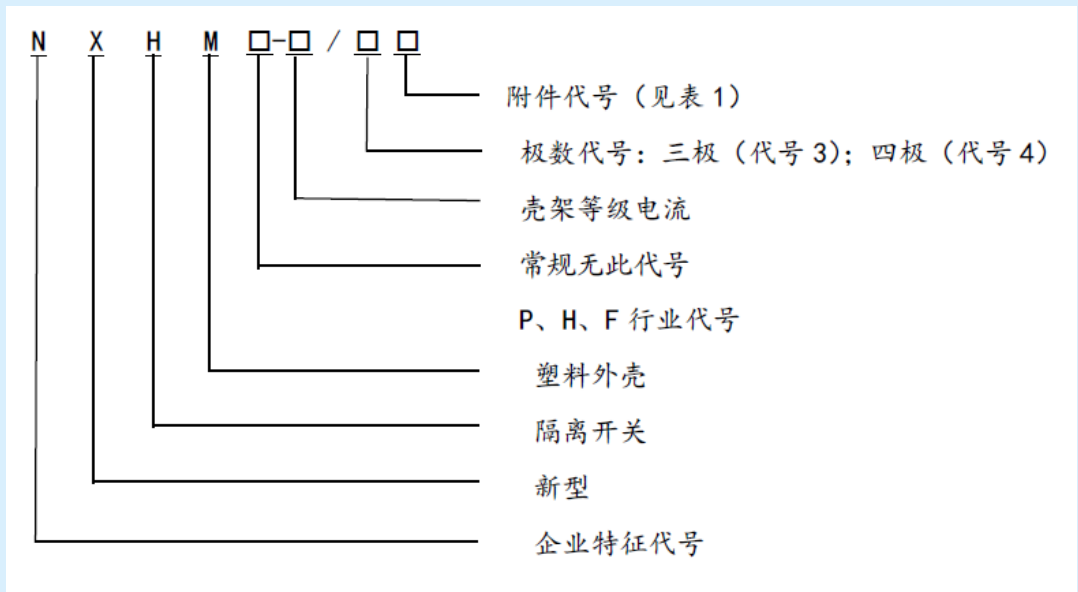 N X H M □-□ / □ □
附件代号（见表1）
极数代号：三极（代号3）；四极（代号4）
壳架等级电流
常规无此代号
P、H、F行业代号
塑料外壳
隔离开关
新型
企业特征代号